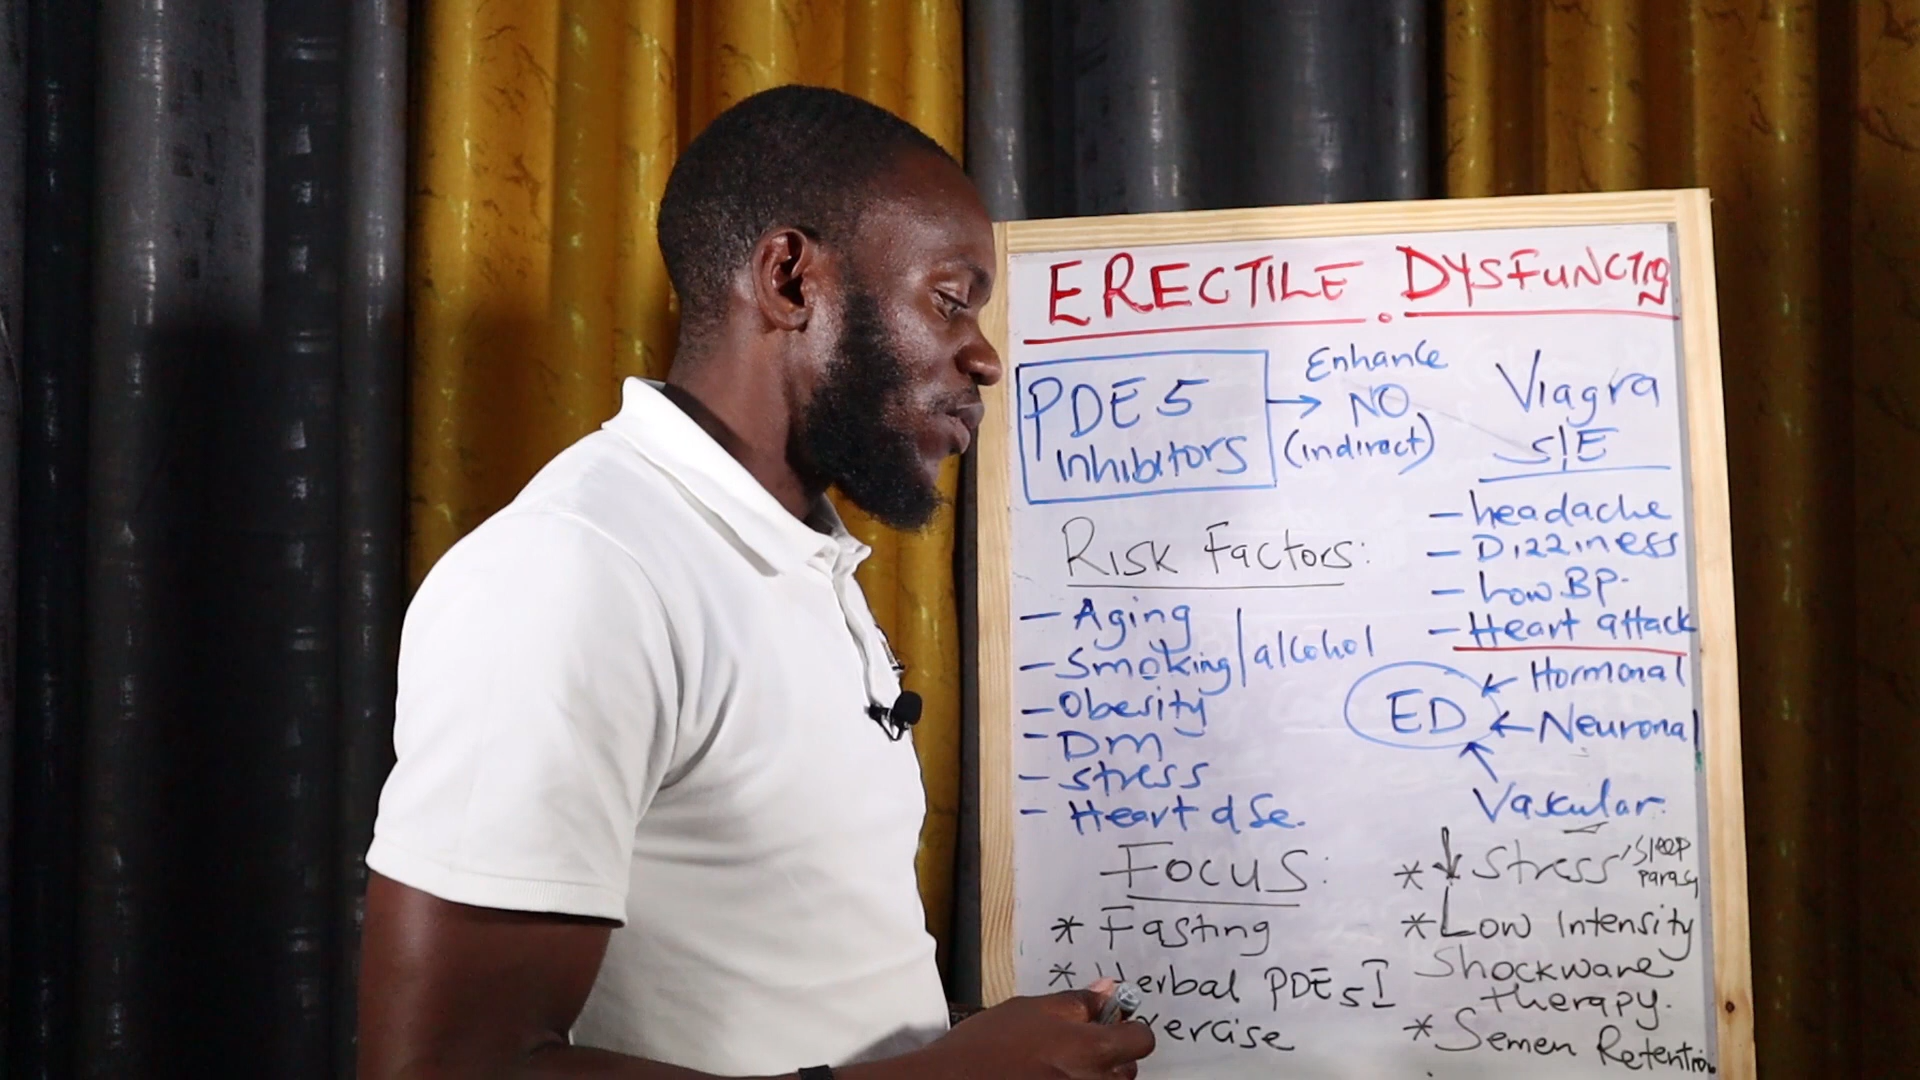 ERECTILE DYSFUNCTION
PDE5
inhibitors
Enhance
NO
(indirect)
Viagra
S/E
- headache
- Dizziness
- Low BP.
- Heart attack
Risk Factors:
- Aging
- Smoking/alcohol
- Obesity
- Dm
- stress
- Heart dse.
ED
Hormonal
Neuronal
Vascular.
Focus:
* Fasting
* Herbal PDE5I
ercise
* ↓ Stress, sleep
* Low Intensity
Shockwave
therapy.
* Semen Retention